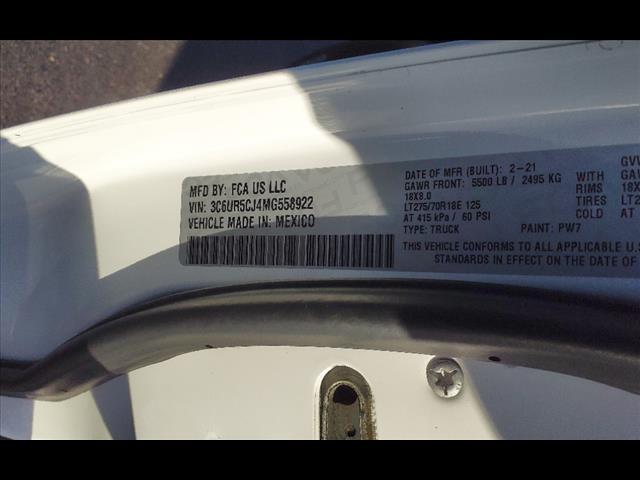 MFD BY: FCA US LLC
VIN: 3C6UR5CJ4MG558922
VEHICLE MADE IN: MEXICO
DATE OF MFR (BUILT): 2-21
GAWR FRONT: 5500 LB / 2495 KG WITH
18X8.0 RIMS
LT275/70R18E 125 TIRES
AT 415 kPa / 60 PSI COLD
TYPE: TRUCK PAINT: PW7
THIS VEHICLE CONFORMS TO ALL APPLICABLE U.S
STANDARDS IN EFFECT ON THE DATE OF
AT